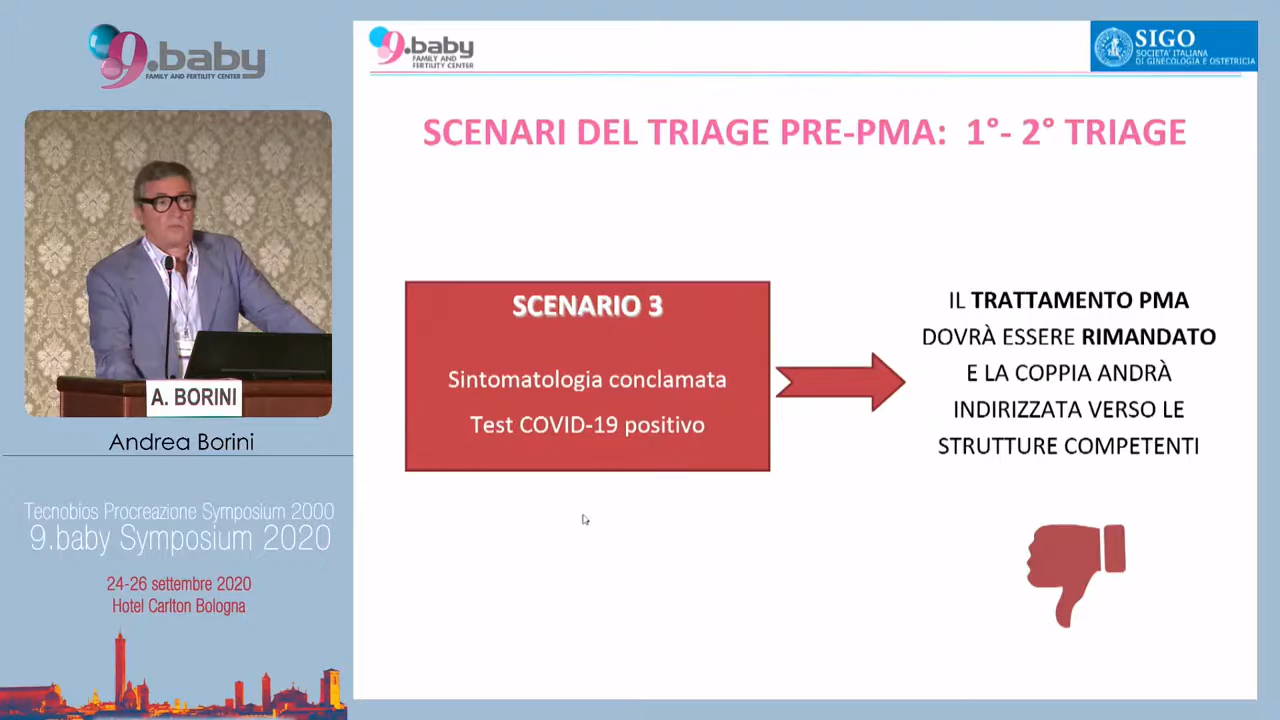 9.baby
FAMILY AND FERTILITY CENTER
A. BORINI
Andrea Borini
Tecnobios Procreazione Symposium 2000
9.baby Symposium 2020
24-26 settembre 2020
Hotel Carlton Bologna
9.baby
FAMILY AND
FERTILITY CENTER
SIGO
SOCIETA' ITALIANA
DI GINECOLOGIA E OSTETRICIA
SCENARI DEL TRIAGE PRE-PMA: 1°- 2° TRIAGE
SCENARIO 3
Sintomatologia conclamata
Test COVID-19 positivo
IL TRATTAMENTO PMA
DOVRÀ ESSERE RIMANDATO
E LA COPPIA ANDRÀ
INDIRIZZATA VERSO LE
STRUTTURE COMPETENTI